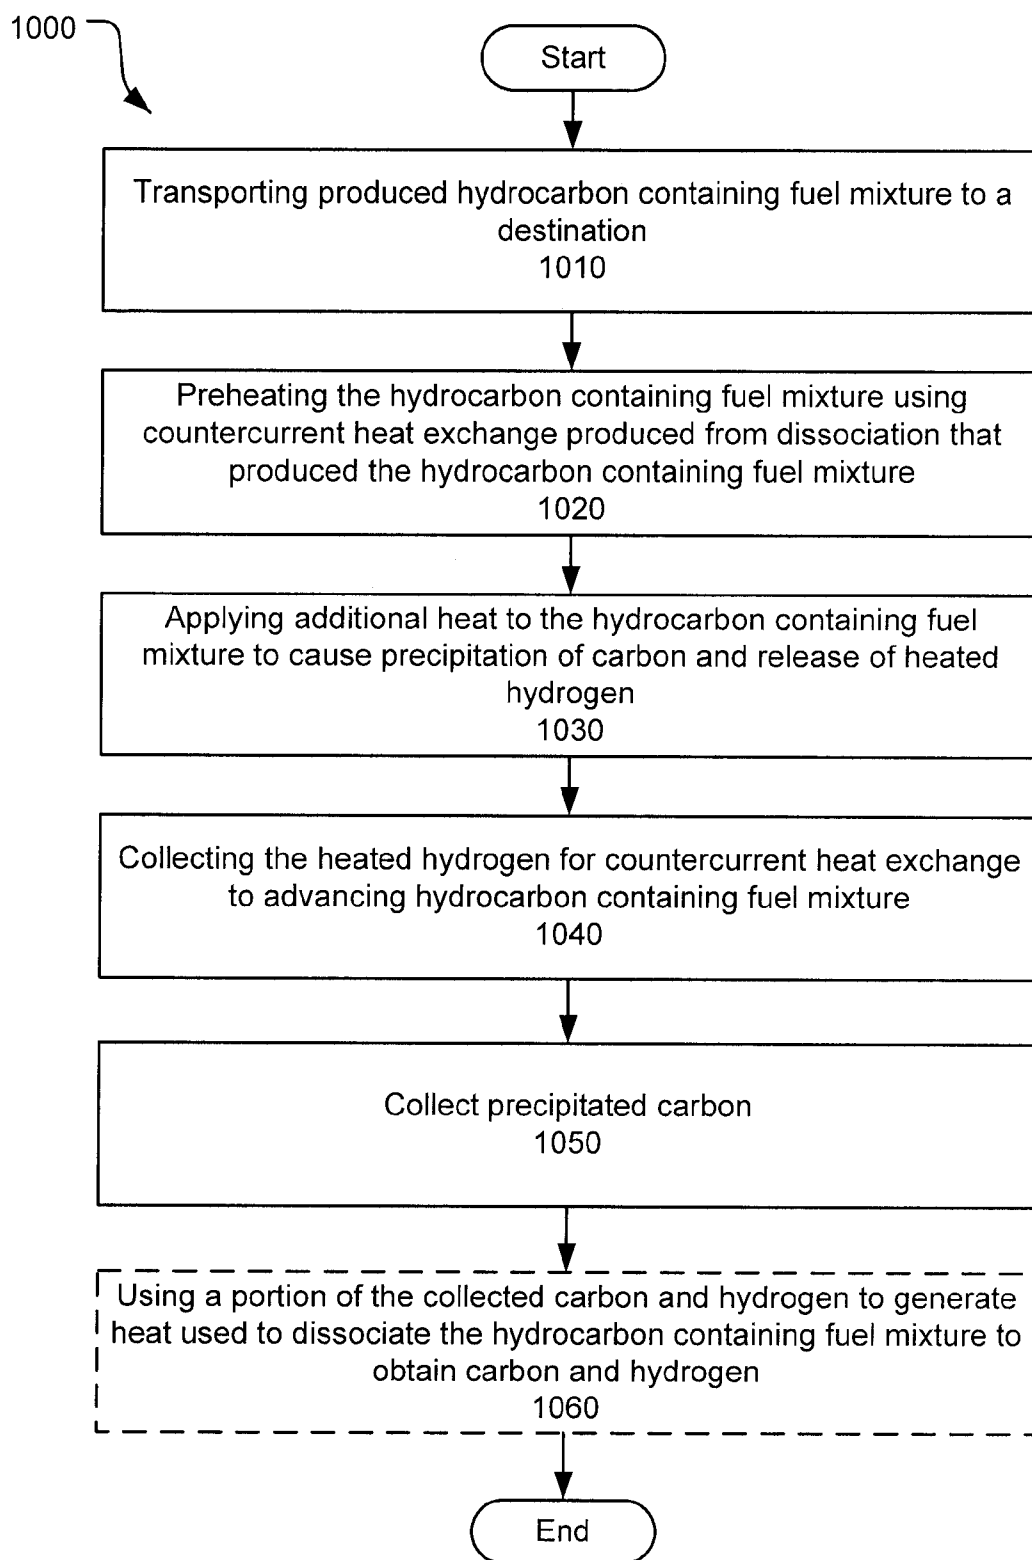 1000
Start
Transporting produced hydrocarbon containing fuel mixture to a
destination
1010
Preheating the hydrocarbon containing fuel mixture using
countercurrent heat exchange produced from dissociation that
produced the hydrocarbon containing fuel mixture
1020
Applying additional heat to the hydrocarbon containing fuel
mixture to cause precipitation of carbon and release of heated
hydrogen
1030
Collecting the heated hydrogen for countercurrent heat exchange
to advancing hydrocarbon containing fuel mixture
1040
Collect precipitated carbon
1050
Using a portion of the collected carbon and hydrogen to generate
heat used to dissociate the hydrocarbon containing fuel mixture to
obtain carbon and hydrogen
1060
End